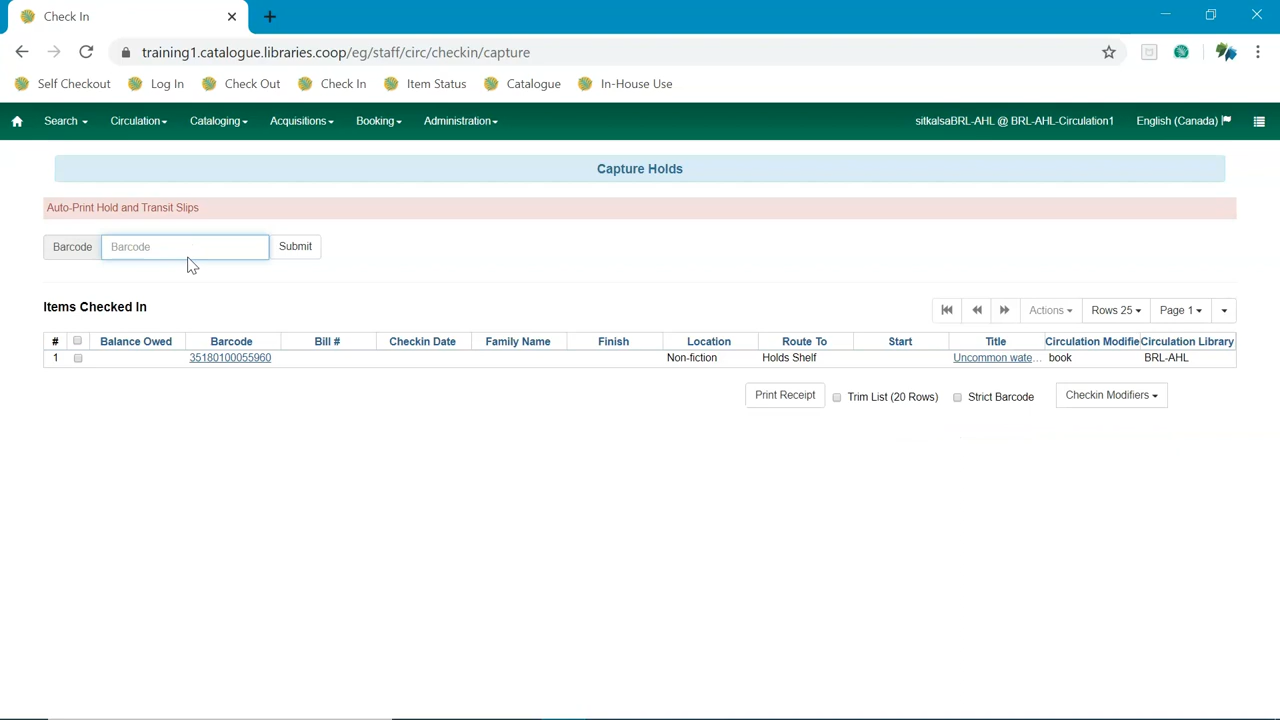 Check In
training1.catalogue.libraries.coop/eg/staff/circ/checkin/capture
Self Checkout Log In Check Out Check In Item Status Catalogue In-House Use
Search Circulation Cataloging Acquisitions Booking Administration sitkalsaBRL-AHL @ BRL-AHL-Circulation1 English (Canada)
Capture Holds
Auto-Print Hold and Transit Slips
Barcode Barcode Submit
Items Checked In
Actions Rows 25 Page 1
# Balance Owed Barcode Bill # Checkin Date Family Name Finish Location Route To Start Title Circulation Modifie Circulation Library
1 35180100055960 Non-fiction Holds Shelf Uncommon wate... book BRL-AHL
Print Receipt Trim List (20 Rows) Strict Barcode Checkin Modifiers